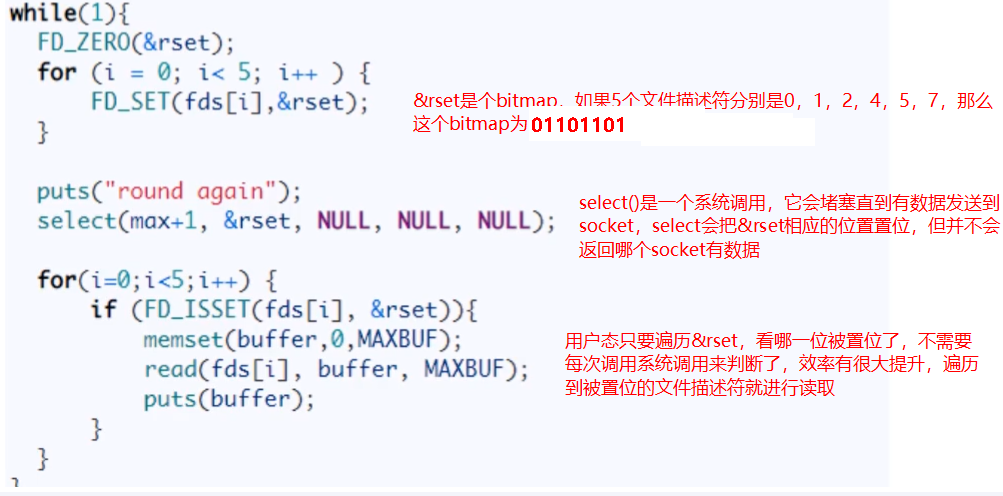 while(1){
FD_ZERO(&rset);
for (i = 0; i< 5; i++ ) {
FD_SET(fds[i],&rset);
}
&rset是个bitmap，如果5个文件描述符分别是0，1，2，4，5，7，那么
这个bitmap为01101101
puts("round again");
select(max+1, &rset, NULL, NULL, NULL);
select()是一个系统调用，它会堵塞直到有数据发送到
socket，select会把&rset相应的位置置位，但并不会
返回哪个socket有数据
for(i=0;i<5;i++) {
if (FD_ISSET(fds[i], &rset)){
memset(buffer,0,MAXBUF);
read(fds[i], buffer, MAXBUF);
puts(buffer);
}
}
用户态只要遍历&rset，看哪一位被置位了，不需要
每次调用系统调用来判断了，效率有很大提升，遍历
到被置位的文件描述符就进行读取